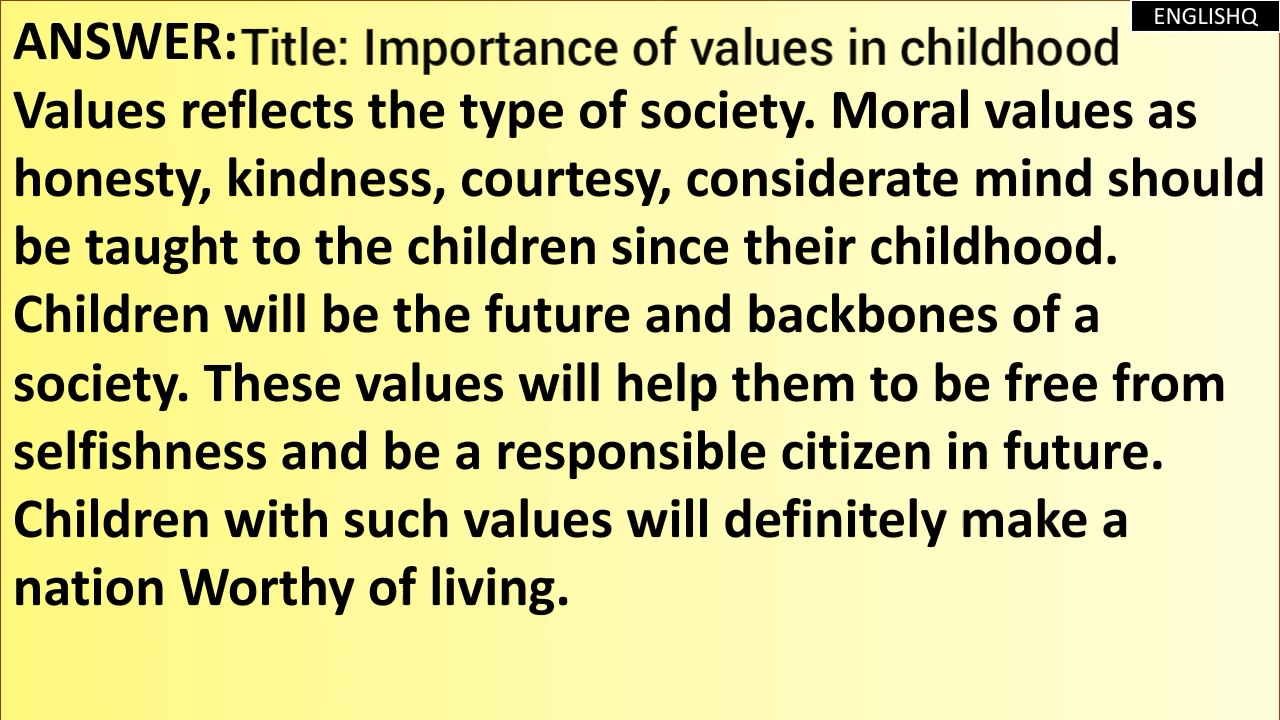 ENGLISHQ
ANSWER: Title: Importance of values in childhood
Values reflects the type of society. Moral values as
honesty, kindness, courtesy, considerate mind should
be taught to the children since their childhood.
Children will be the future and backbones of a
society. These values will help them to be free from
selfishness and be a responsible citizen in future.
Children with such values will definitely make a
nation Worthy of living.